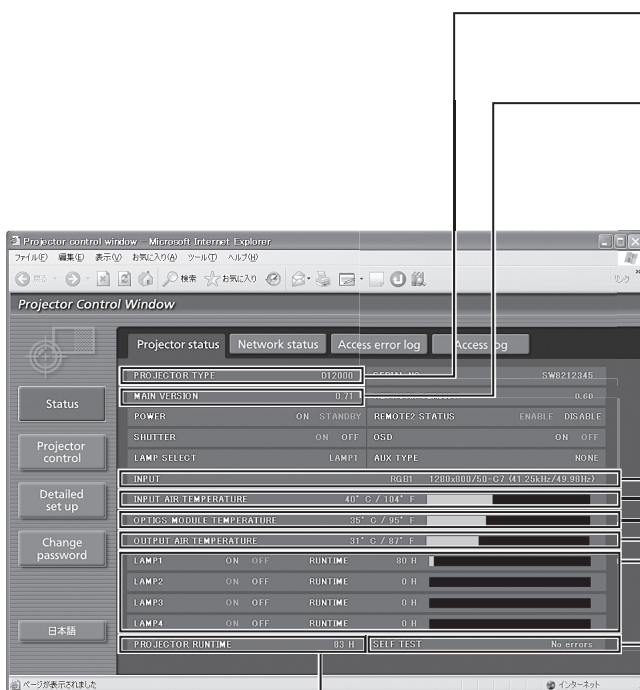 Projector control window - Microsoft Internet Explorer
ファイル(F) 編集(E) 表示(V) お気に入り(A) ツール(T) ヘルプ(H)
戻る 検索 お気に入り リンク
Projector Control Window
Projector status Network status Access error log Access log
Status
Projector control
Detailed set up
Change password
日本語
PROJECTOR TYPE D12000 SERIAL NO. SW8212345
MAIN VERSION 0.71 0.60
POWER ON STANDBY REMOTE2 STATUS ENABLE DISABLE
SHUTTER ON OFF OSD ON OFF
LAMP SELECT LAMP1 AUX TYPE NONE
INPUT RGB1 1280x800/50-C7 (41.25kHz/49.98Hz)
INPUT AIR TEMPERATURE 40° C / 104° F
OPTICS MODULE TEMPERATURE 35° C / 95° F
OUTPUT AIR TEMPERATURE 31° C / 87° F
LAMP1 ON OFF RUNTIME 80 H
LAMP2 ON OFF RUNTIME 0 H
LAMP3 ON OFF RUNTIME 0 H
LAMP4 ON OFF RUNTIME 0 H
PROJECTOR RUNTIME 83 H SELF TEST No errors
ページが表示されました インターネット